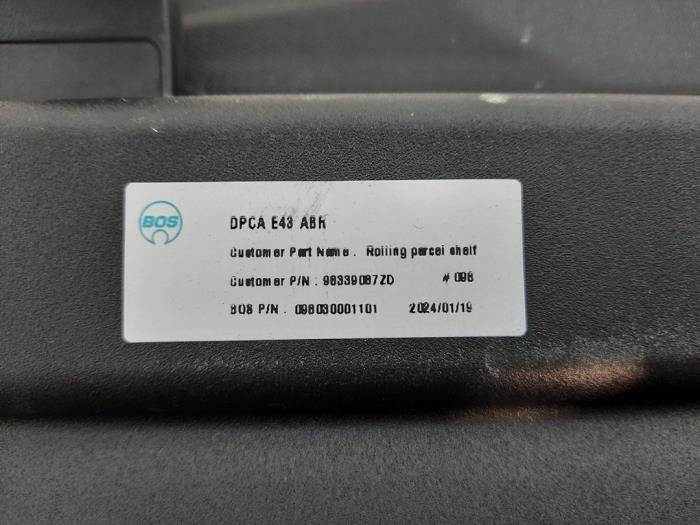 BOS
DPCA E43 ABR
Customer Part Name : Rolling parcel shelf
Customer P/N : 98339087ZD # 098
BOS P/N : 098030001101 2024/01/19